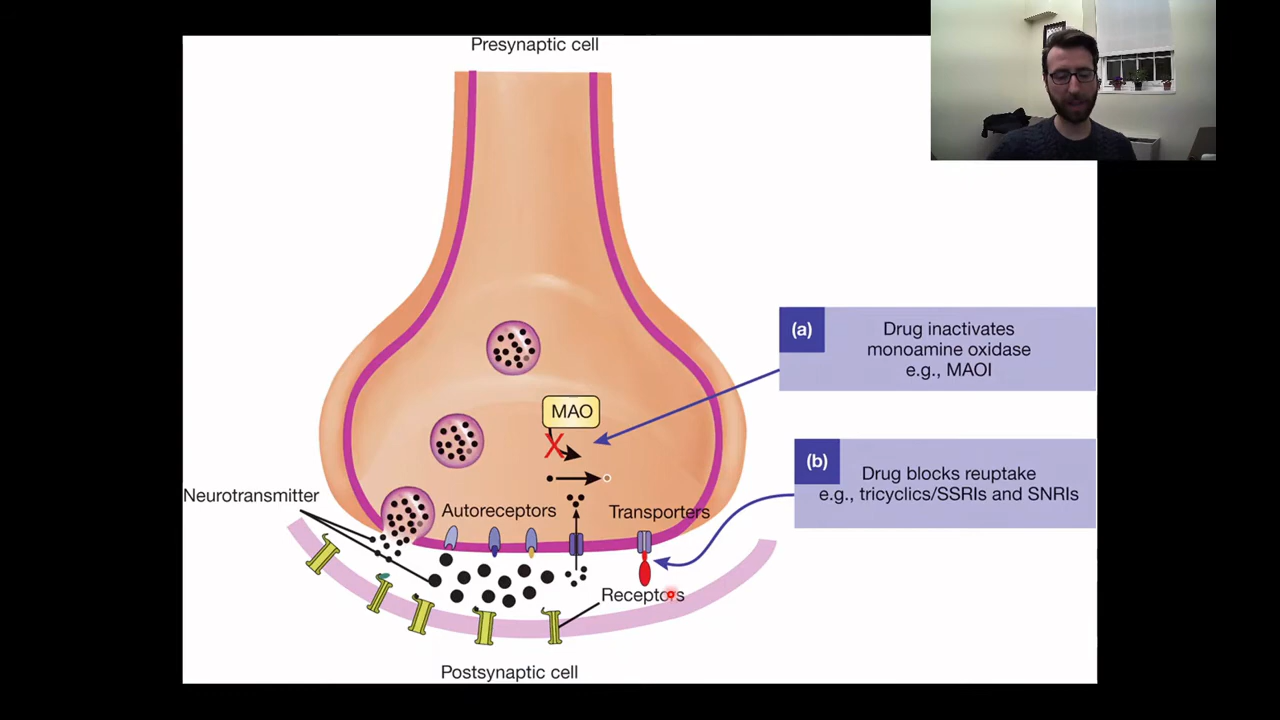 Presynaptic cell
(a)
Drug inactivates
monoamine oxidase
e.g., MAOI
MAO
X
(b)
Drug blocks reuptake
e.g., tricyclics/SSRIs and SNRIs
Neurotransmitter
Autoreceptors
Transporters
Receptors
Postsynaptic cell